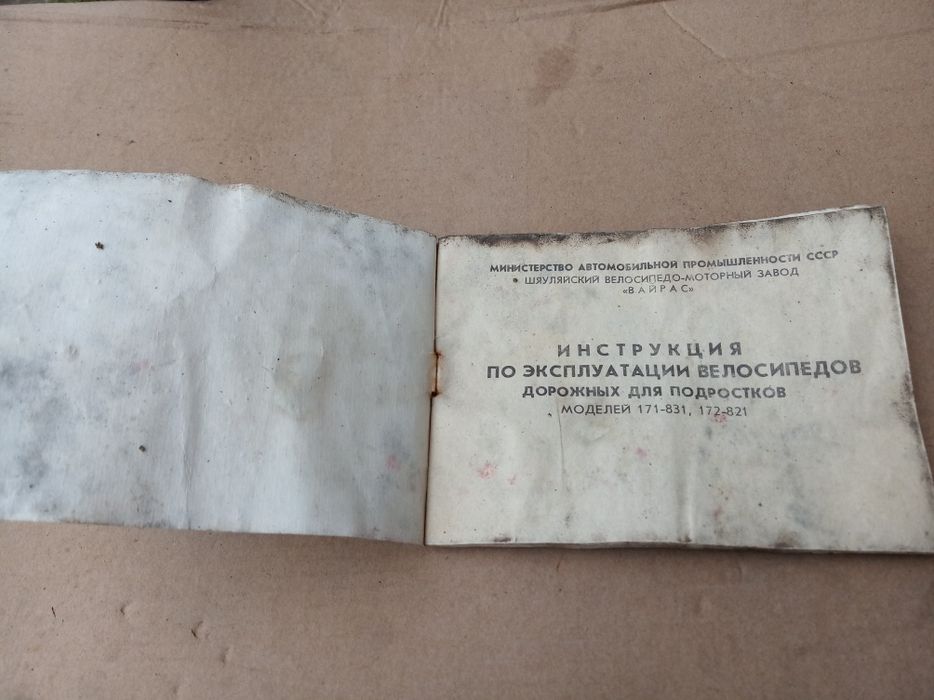 МИНИСТЕРСТВО АВТОМОБИЛЬНОЙ ПРОМЫШЛЕННОСТИ СССР
ШЯУЛЯЙСКИЙ ВЕЛОСИПЕДО-МОТОРНЫЙ ЗАВОД
«ВАЙРАС»
ИНСТРУКЦИЯ
ПО ЭКСПЛУАТАЦИИ ВЕЛОСИПЕДОВ
ДОРОЖНЫХ ДЛЯ ПОДРОСТКОВ
МОДЕЛЕЙ 171-831, 172-821